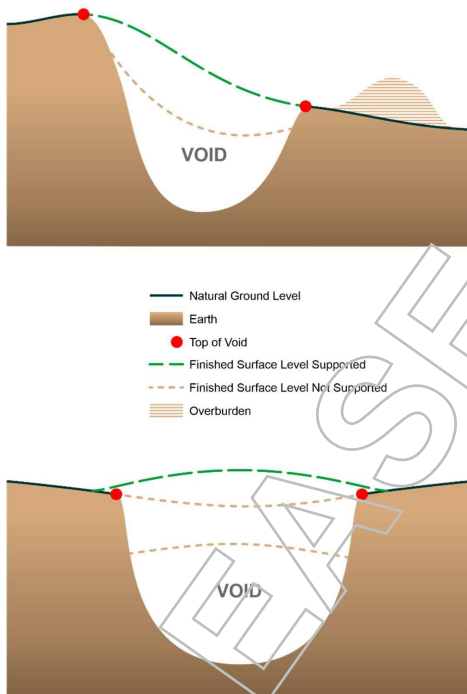 VOID
Natural Ground Level
Earth
Top of Void
Finished Surface Level Supported
Finished Surface Level Not Supported
Overburden
VOID
EASE